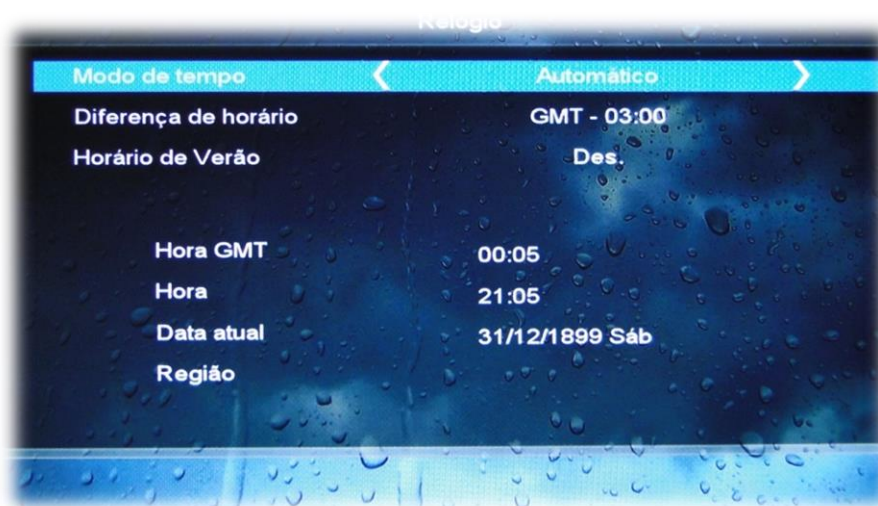 Relógio
Modo de tempo Automático
Diferença de horário GMT - 03:00
Horário de Verão Des.
Hora GMT 00:05
Hora 21:05
Data atual 31/12/1899 Sáb
Região